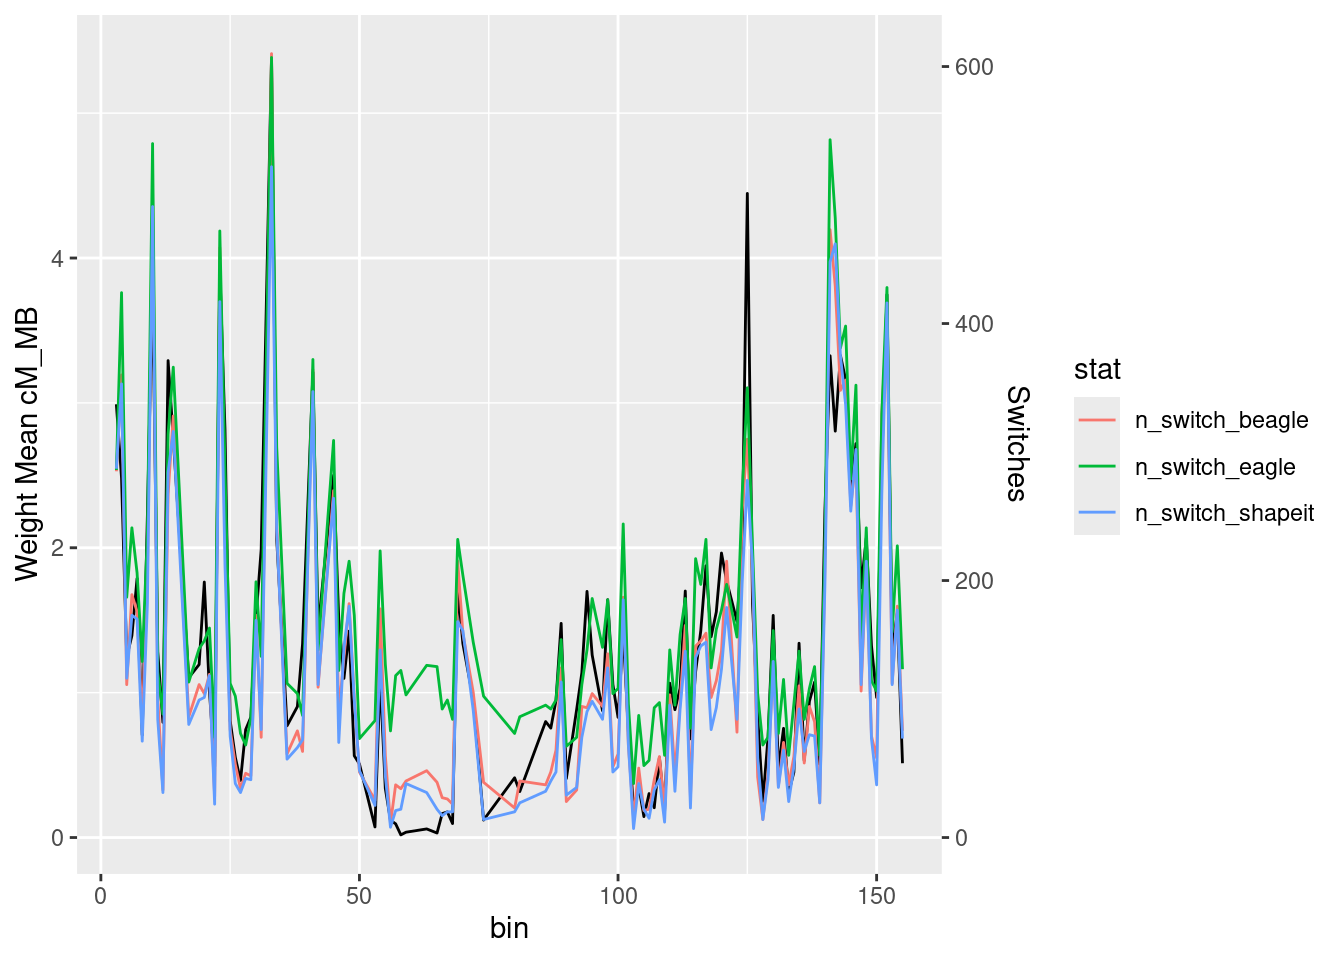 Weight Mean cM_MB
4
2
0
600
400
200
0
Switches
0
50
100
150
bin
stat
n_switch_beagle
n_switch_eagle
n_switch_shapeit